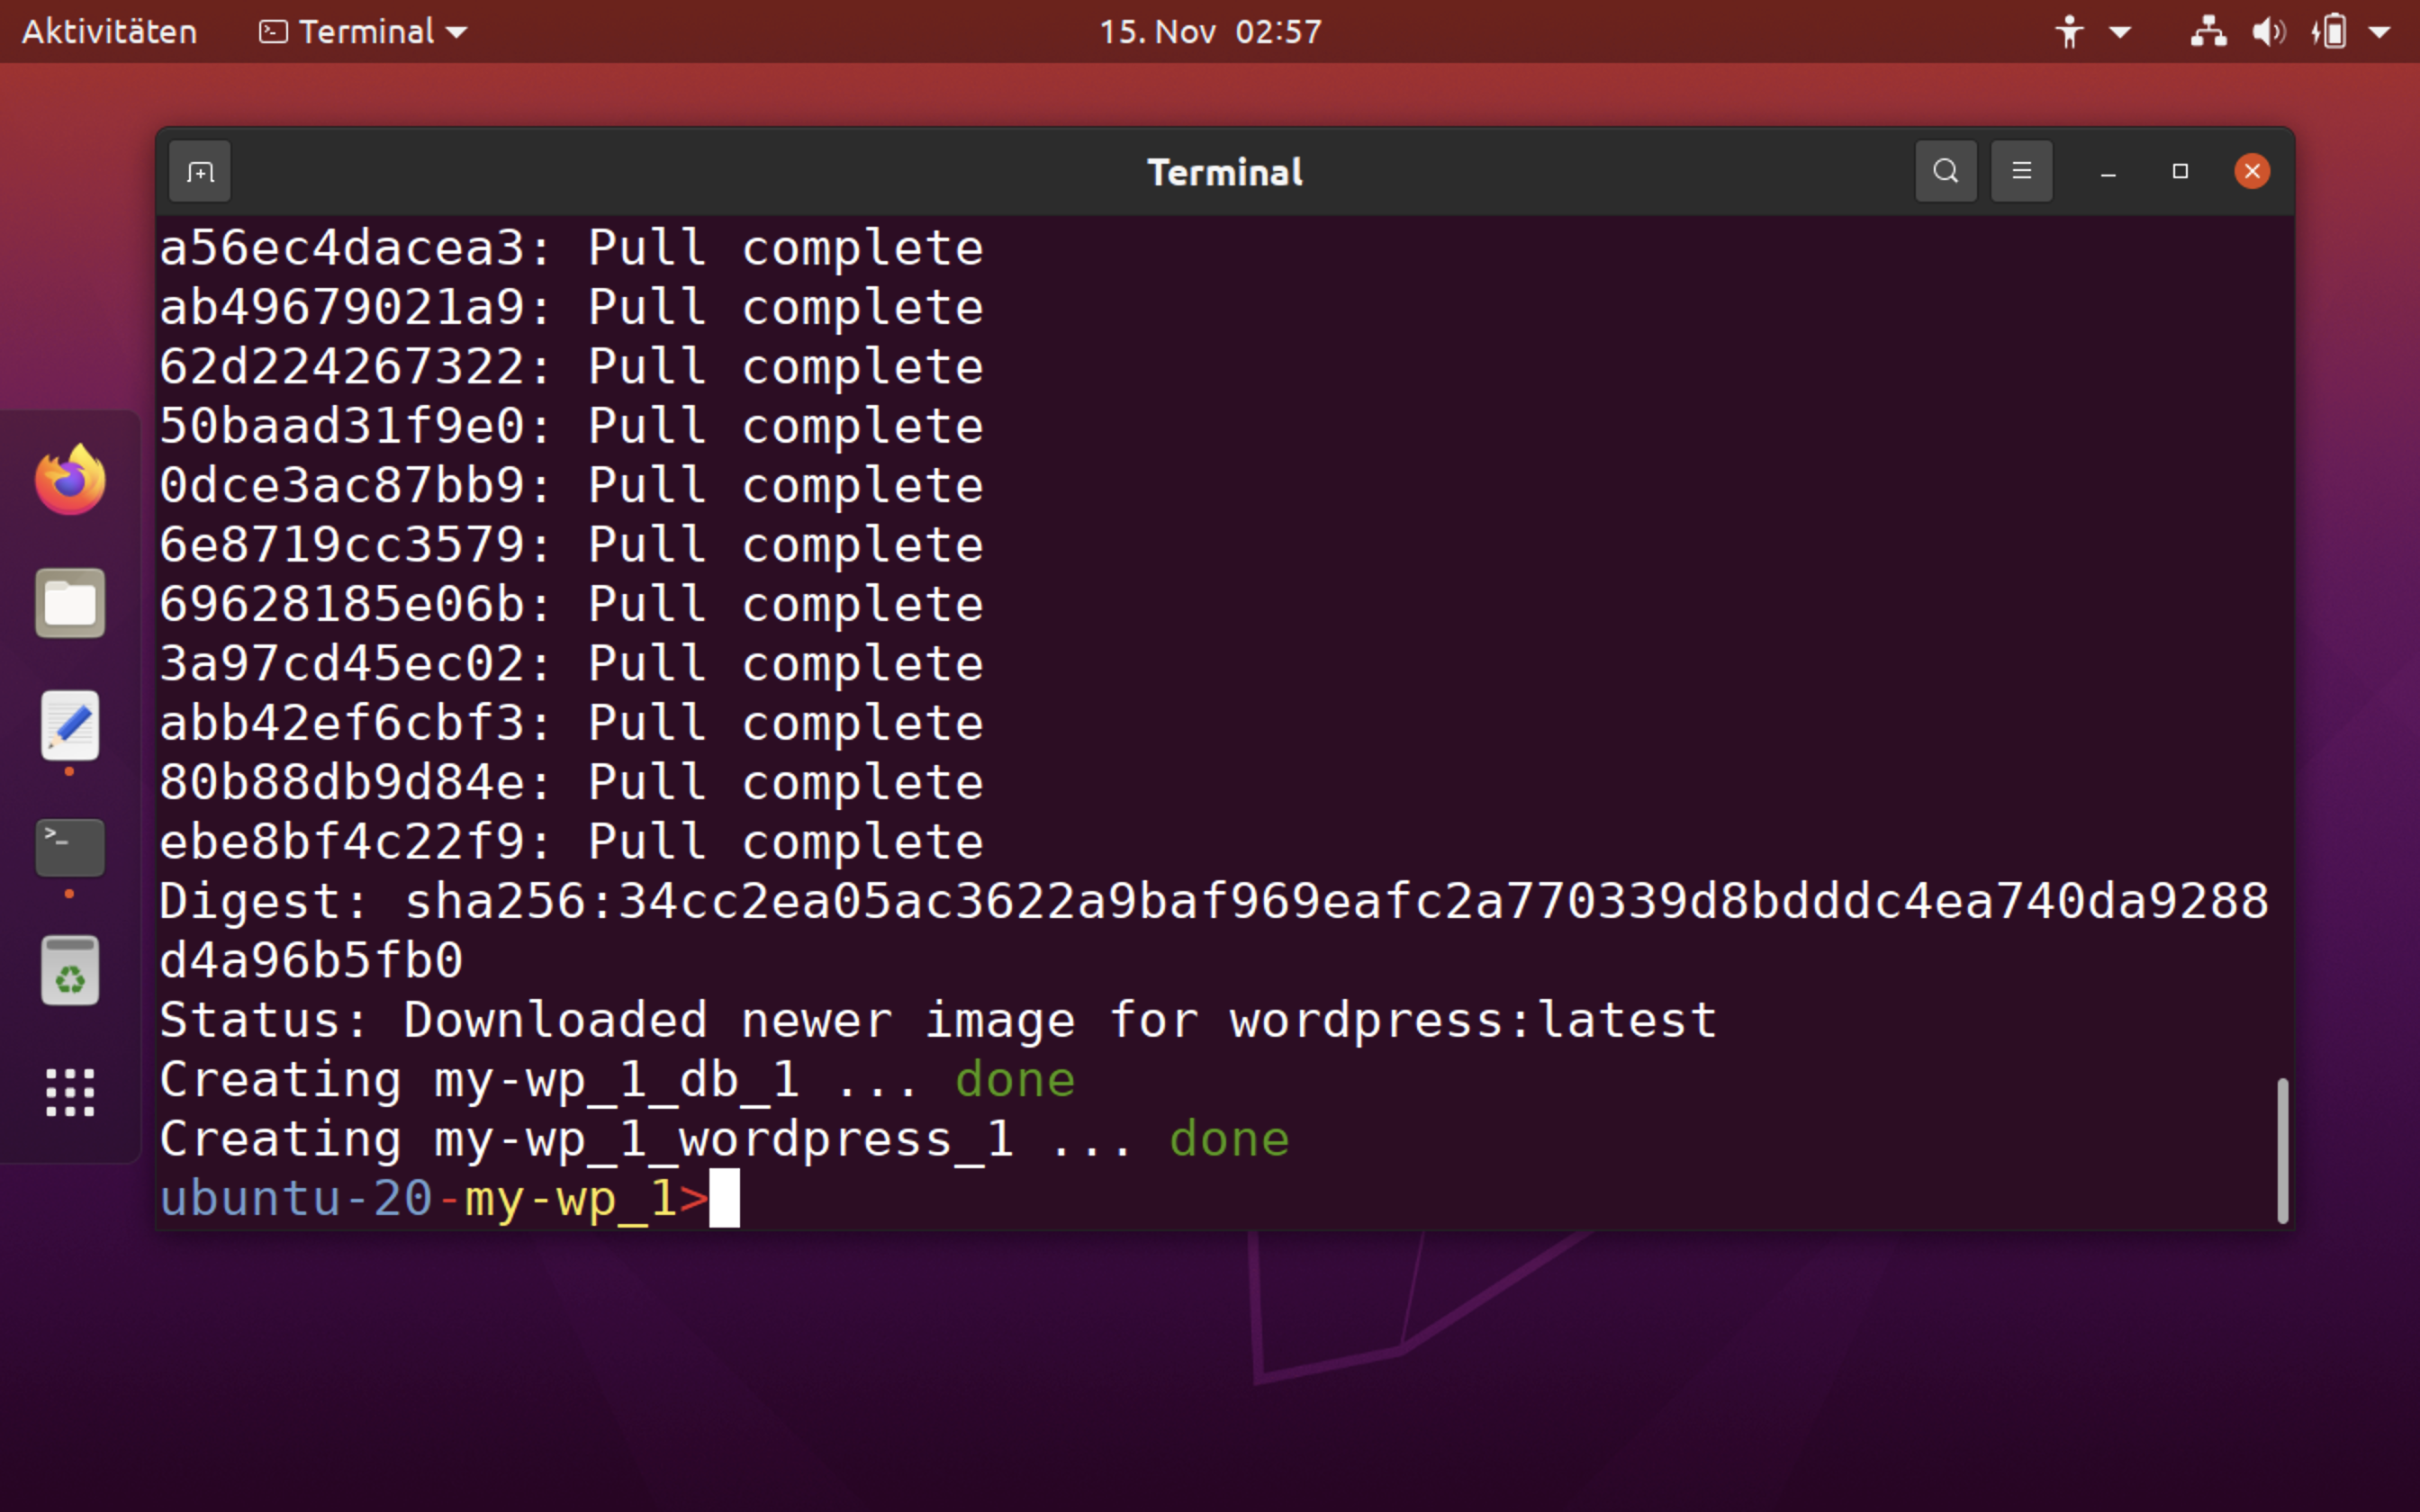 Aktivitäten Terminal 15. Nov 02:57
Terminal
a56ec4dacea3: Pull complete
ab49679021a9: Pull complete
62d224267322: Pull complete
50baad31f9e0: Pull complete
0dce3ac87bb9: Pull complete
6e8719cc3579: Pull complete
69628185e06b: Pull complete
3a97cd45ec02: Pull complete
abb42ef6cbf3: Pull complete
80b88db9d84e: Pull complete
ebe8bf4c22f9: Pull complete
Digest: sha256:34cc2ea05ac3622a9baf969eafc2a770339d8bdddc4ea740da9288
d4a96b5fb0
Status: Downloaded newer image for wordpress:latest
Creating my-wp_1_db_1 ... done
Creating my-wp_1_wordpress_1 ... done
ubuntu-20-my-wp_1>